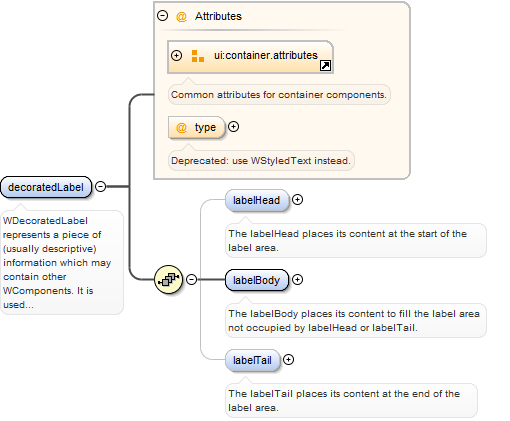 @ Attributes
ui:container.attributes
Common attributes for container components.
@ type
Deprecated: use WStyledText instead.
decoratedLabel
WDecoratedLabel
represents a piece of
(usually descriptive)
information which may
contain other
WComponents. It is
used...
labelHead
The labelHead places its content at the start of the
label area.
labelBody
The labelBody places its content to fill the label area
not occupied by labelHead or labelTail.
labelTail
The labelTail places its content at the end of the
label area.